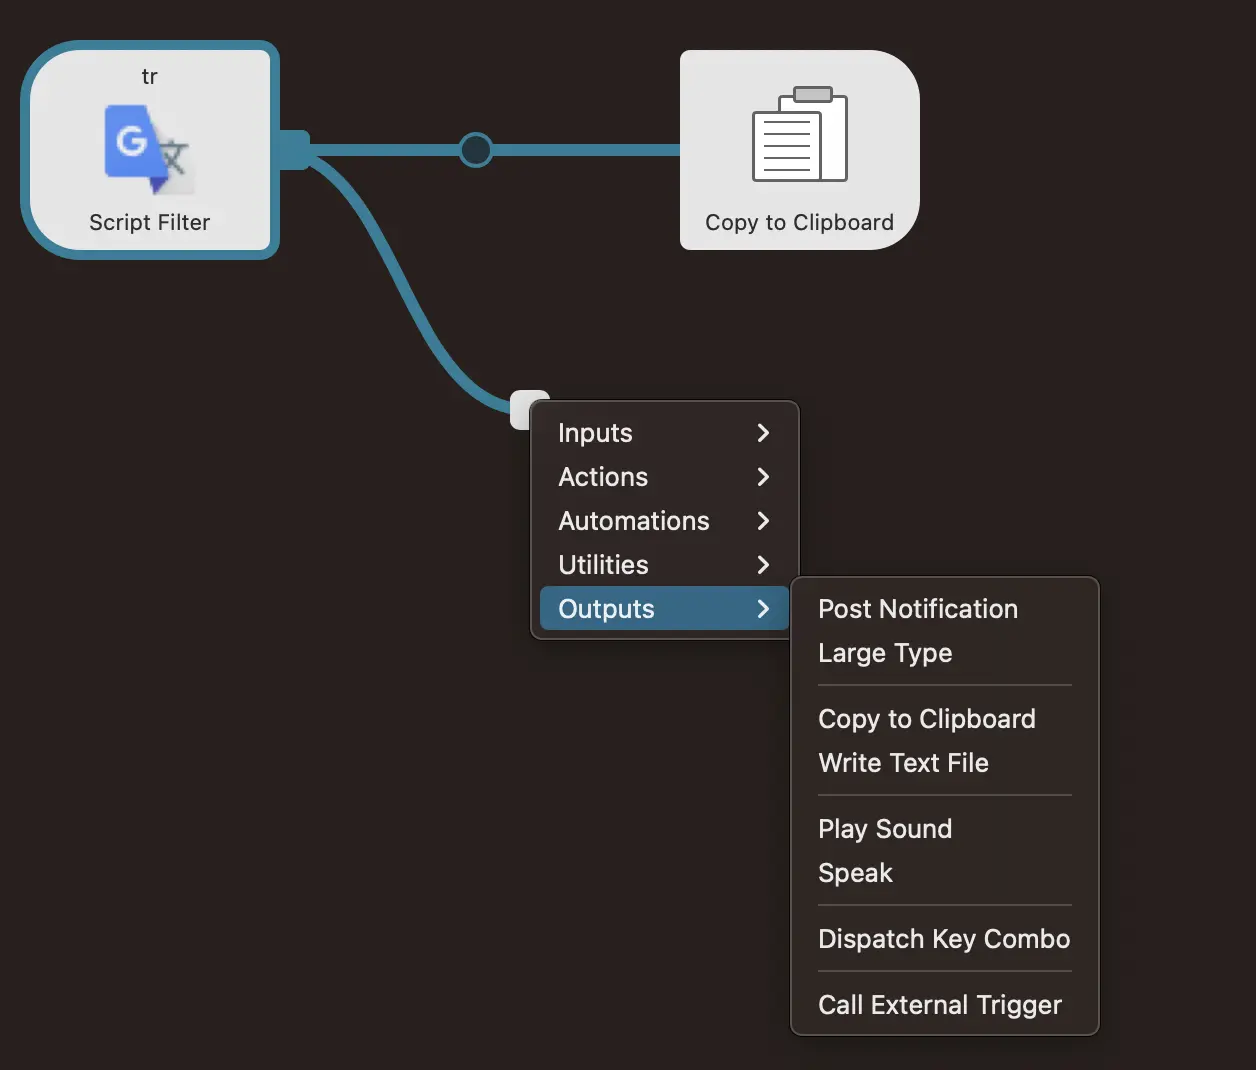 tr
G 文
Script Filter
Copy to Clipboard
Inputs
Actions
Automations
Utilities
Outputs
Post Notification
Large Type
Copy to Clipboard
Write Text File
Play Sound
Speak
Dispatch Key Combo
Call External Trigger